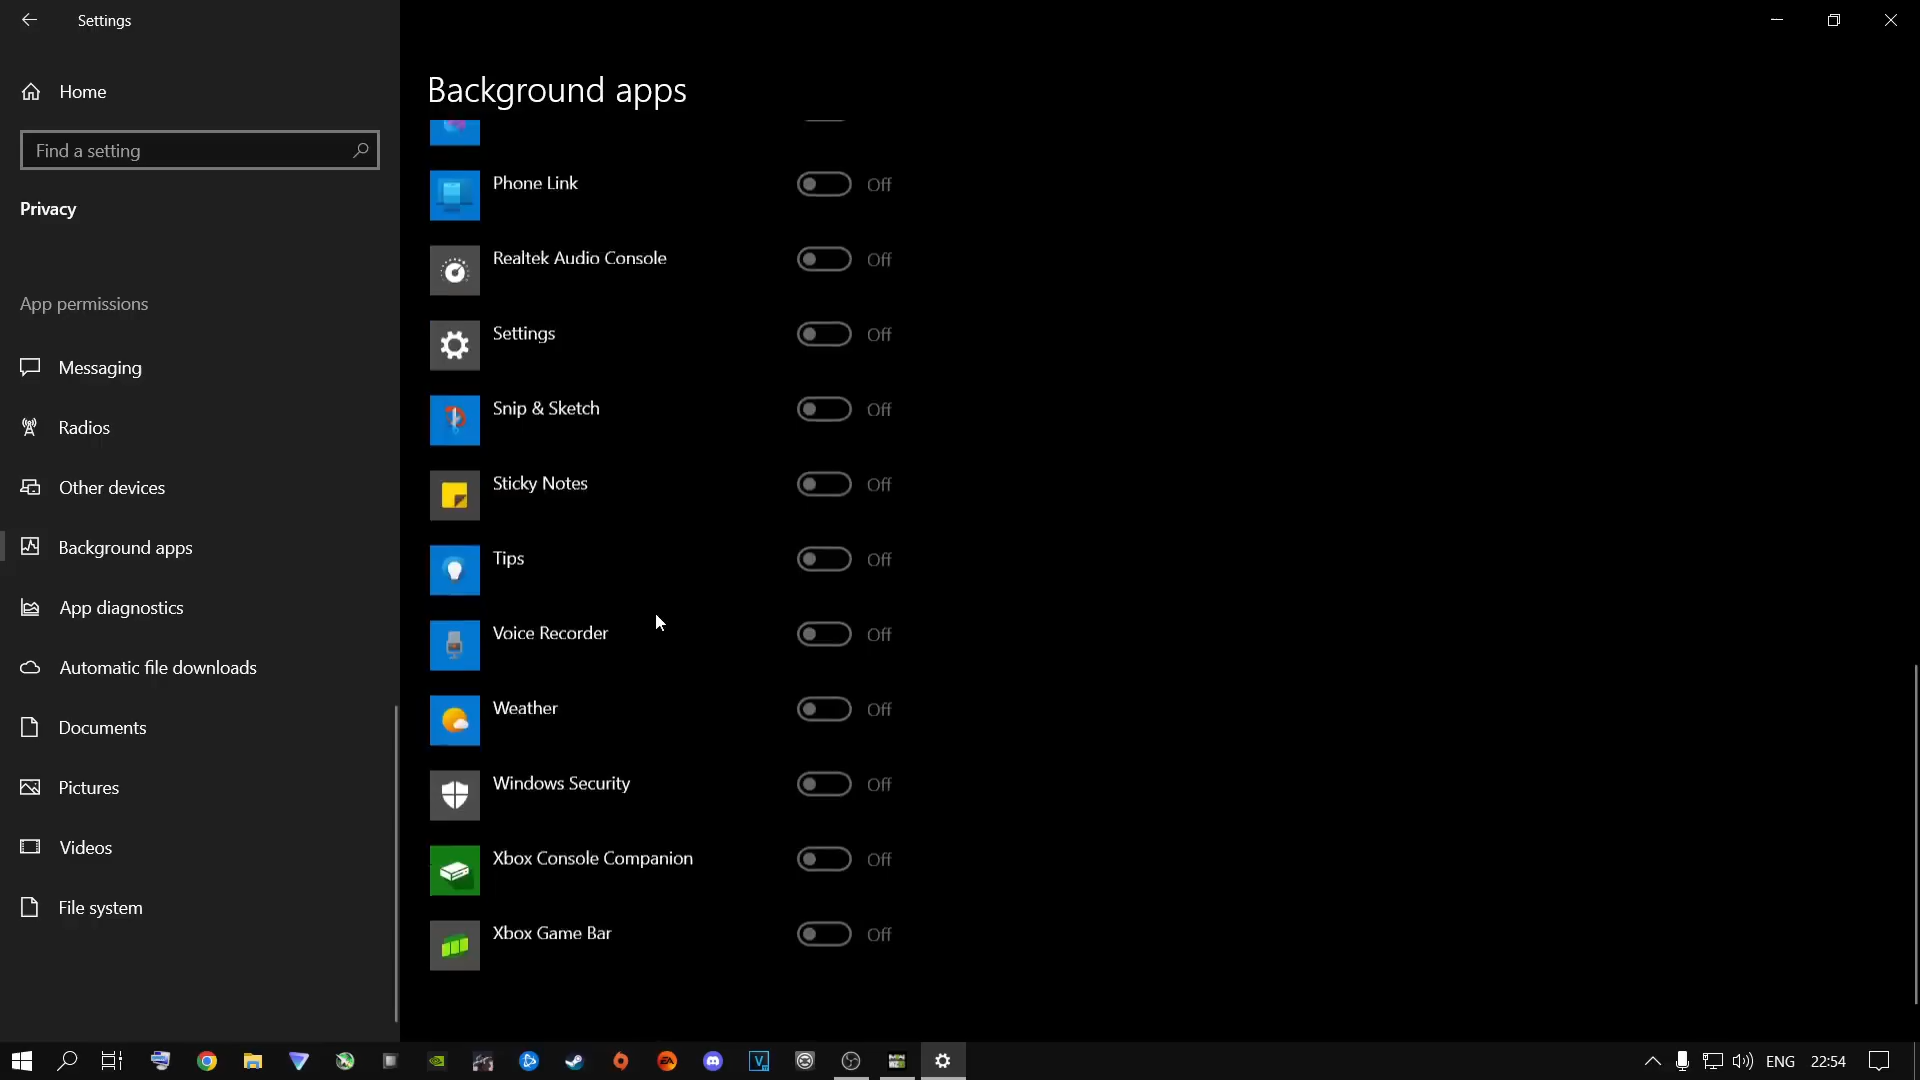 Settings
Home
Find a setting
Privacy
App permissions
Messaging
Radios
Other devices
Background apps
App diagnostics
Automatic file downloads
Documents
Pictures
Videos
File system
Background apps
Phone Link Off
Realtek Audio Console Off
Settings Off
Snip & Sketch Off
Sticky Notes Off
Tips Off
Voice Recorder Off
Weather Off
Windows Security Off
Xbox Console Companion Off
Xbox Game Bar Off
ENG 22:54